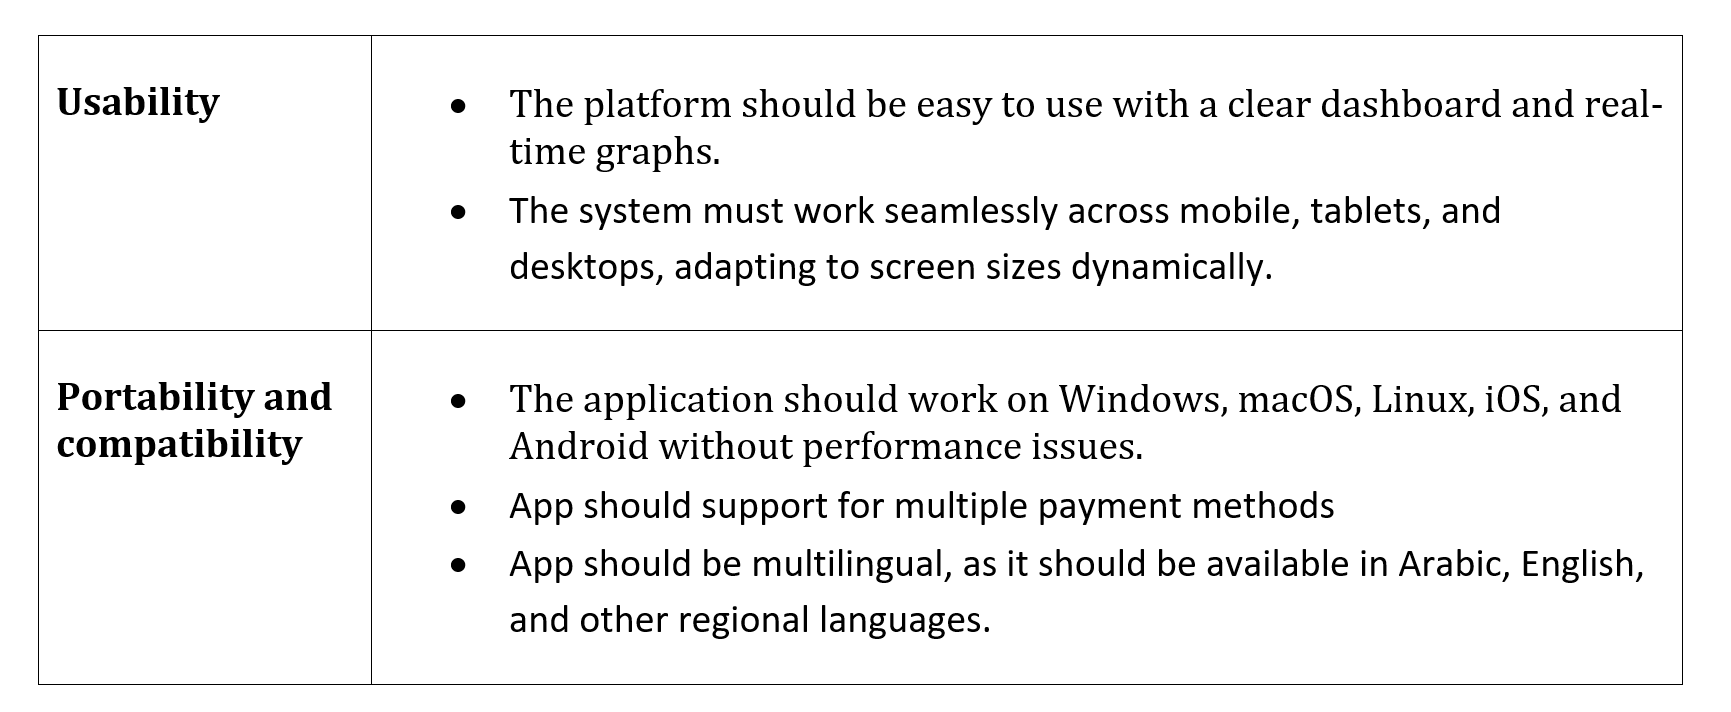 Usability
• The platform should be easy to use with a clear dashboard and real-
time graphs.
• The system must work seamlessly across mobile, tablets, and
desktops, adapting to screen sizes dynamically.
Portability and
compatibility
• The application should work on Windows, macOS, Linux, iOS, and
Android without performance issues.
• App should support for multiple payment methods
• App should be multilingual, as it should be available in Arabic, English,
and other regional languages.